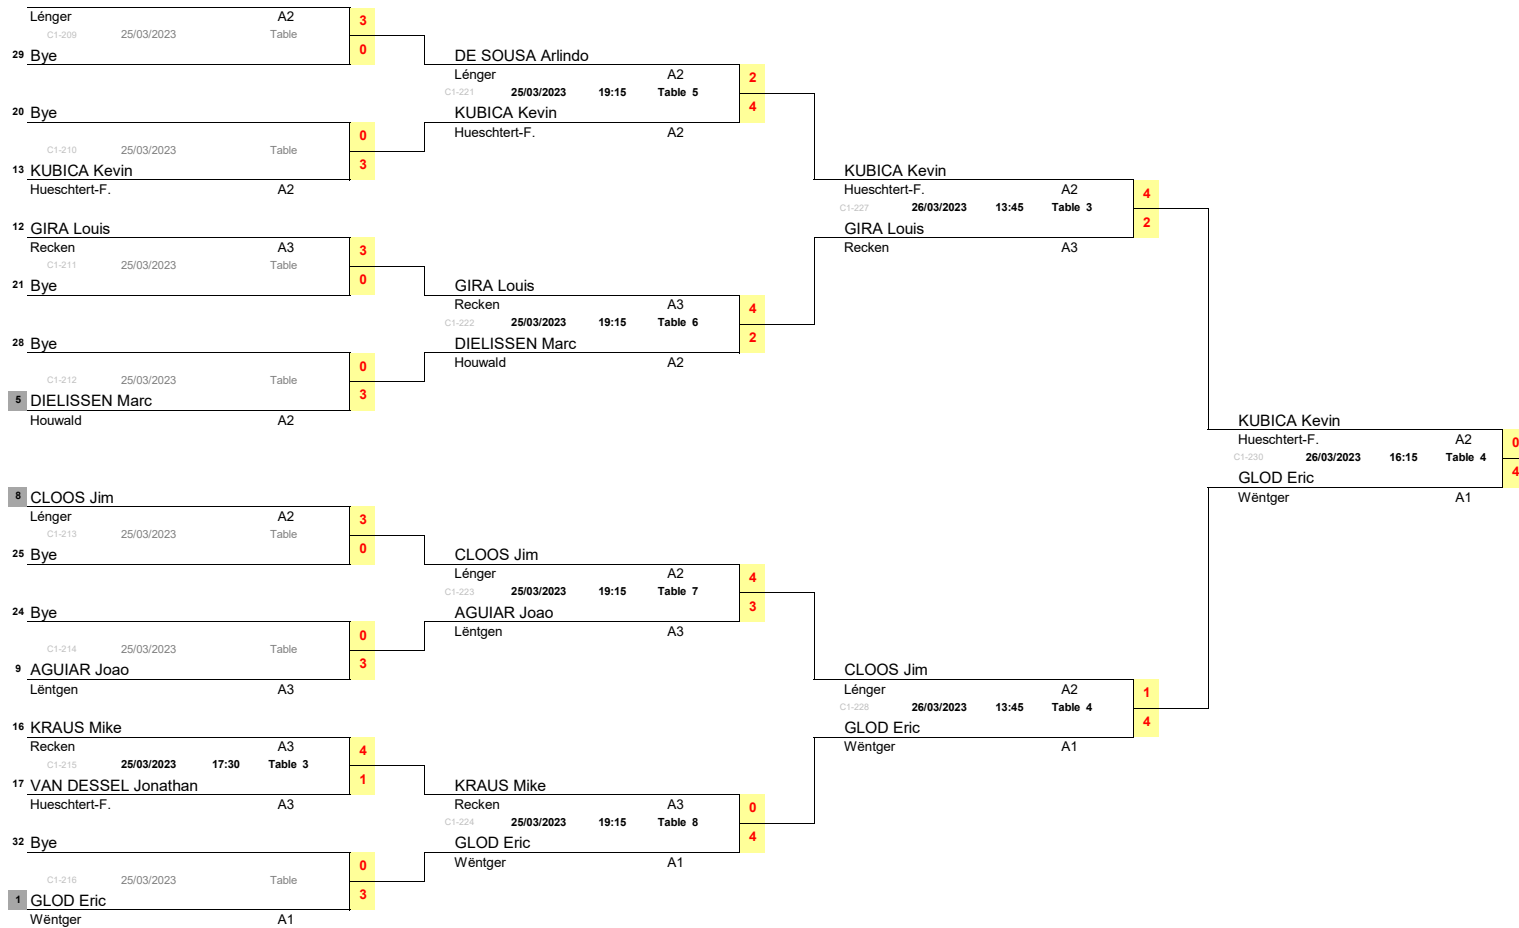 Lénger A2 3
C1-209 25/03/2023 Table
29 Bye 0
20 Bye 0
C1-210 25/03/2023 Table
13 KUBICA Kevin 3
Hueschtert-F. A2
12 GIRA Louis
Recken A3 3
C1-211 25/03/2023 Table
21 Bye 0
28 Bye 0
C1-212 25/03/2023 Table
5 DIELISSEN Marc 3
Houwald A2
8 CLOOS Jim
Lénger A2 3
C1-213 25/03/2023 Table
25 Bye 0
24 Bye 0
C1-214 25/03/2023 Table
9 AGUIAR Joao 3
Lëntgen A3
16 KRAUS Mike
Recken A3 4
C1-215 25/03/2023 17:30 Table 3
17 VAN DESSEL Jonathan 1
Hueschtert-F. A3
32 Bye 0
C1-216 25/03/2023 Table
1 GLOD Eric 3
Wëntger A1
DE SOUSA Arlindo
Lénger A2 2
C1-221 25/03/2023 19:15 Table 5
KUBICA Kevin 4
Hueschtert-F. A2
GIRA Louis
Recken A3 4
C1-222 25/03/2023 19:15 Table 6
DIELISSEN Marc 2
Houwald A2
CLOOS Jim
Lénger A2 4
C1-223 25/03/2023 19:15 Table 7
AGUIAR Joao 3
Lëntgen A3
KRAUS Mike
Recken A3 0
C1-224 25/03/2023 19:15 Table 8
GLOD Eric 4
Wëntger A1
KUBICA Kevin
Hueschtert-F. A2 4
C1-227 26/03/2023 13:45 Table 3
GIRA Louis 2
Recken A3
CLOOS Jim
Lénger A2 1
C1-228 26/03/2023 13:45 Table 4
GLOD Eric 4
Wëntger A1
KUBICA Kevin
Hueschtert-F. A2 0
C1-230 26/03/2023 16:15 Table 4
GLOD Eric 4
Wëntger A1